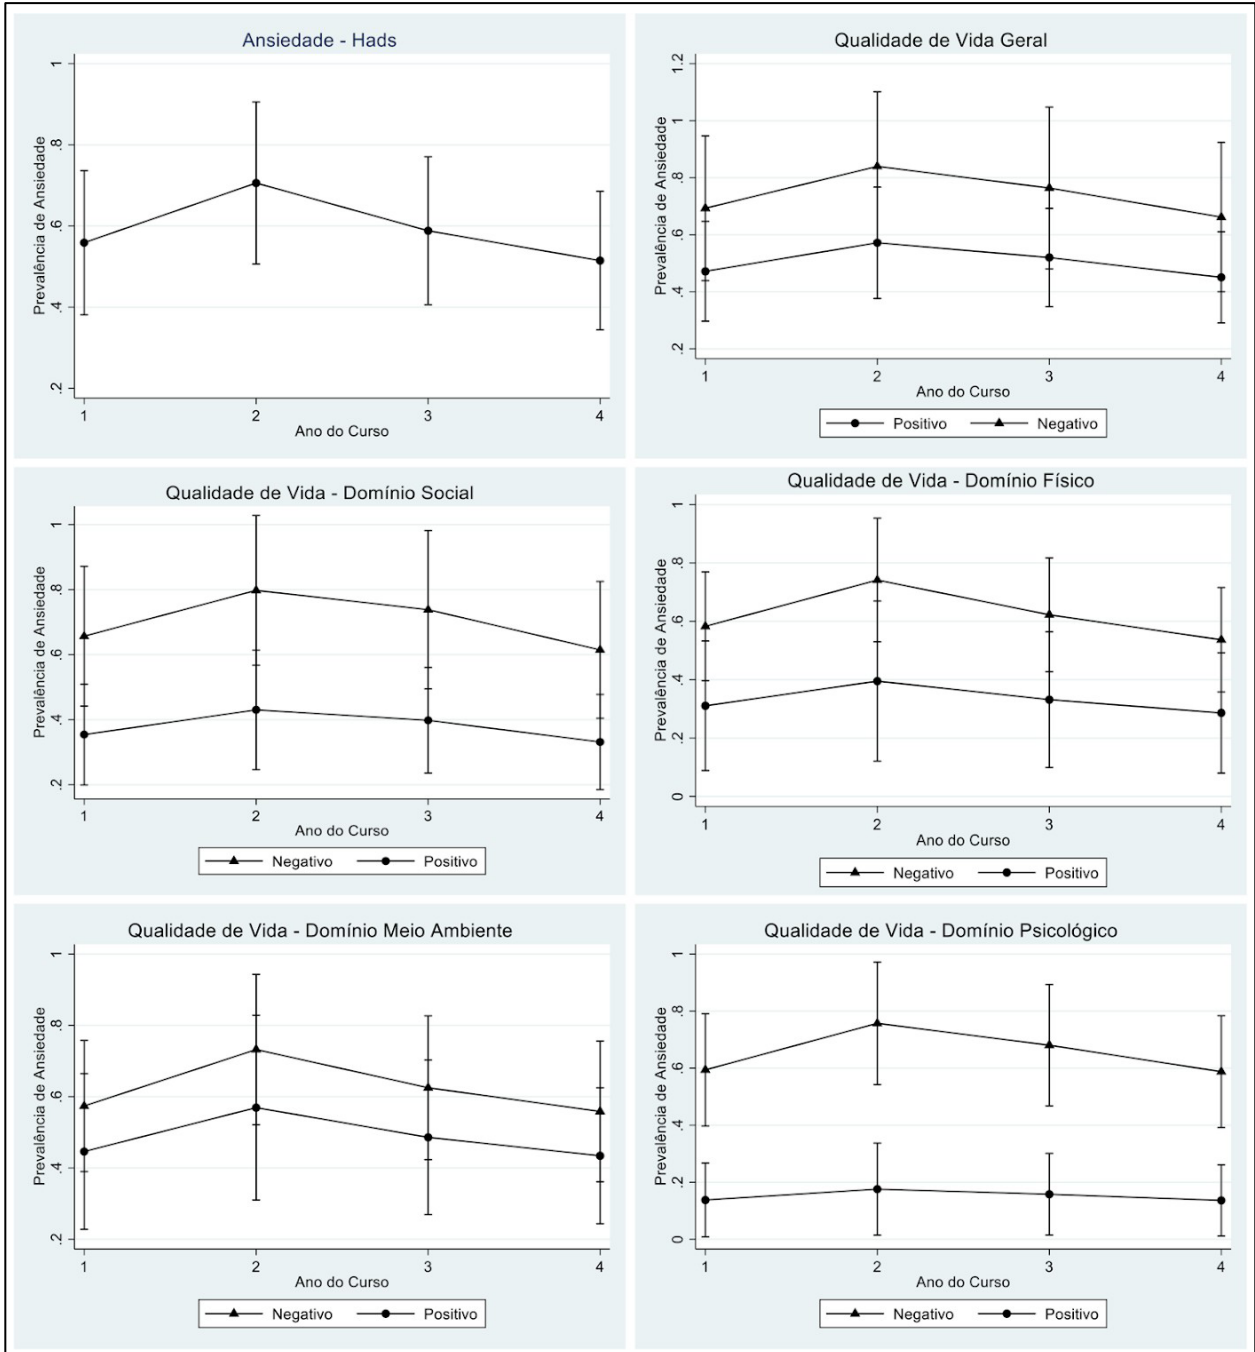 Ansiedade - Hads
Prevalência de Ansiedade
1
.8
.6
.4
.2
1 2 3 4
Ano do Curso
Qualidade de Vida Geral
Prevalência de Ansiedade
1.2
1
.8
.6
.4
.2
1 2 3 4
Ano do Curso
Positivo Negativo
Qualidade de Vida - Domínio Social
Prevalência de Ansiedade
1
.8
.6
.4
.2
1 2 3 4
Ano do Curso
Negativo Positivo
Qualidade de Vida - Domínio Físico
Prevalência de Ansiedade
1
.8
.6
.4
.2
0
1 2 3 4
Ano do Curso
Negativo Positivo
Qualidade de Vida - Domínio Meio Ambiente
Prevalência de Ansiedade
1
.8
.6
.4
.2
1 2 3 4
Ano do Curso
Negativo Positivo
Qualidade de Vida - Domínio Psicológico
Prevalência de Ansiedade
1
.8
.6
.4
.2
0
1 2 3 4
Ano do Curso
Negativo Positivo